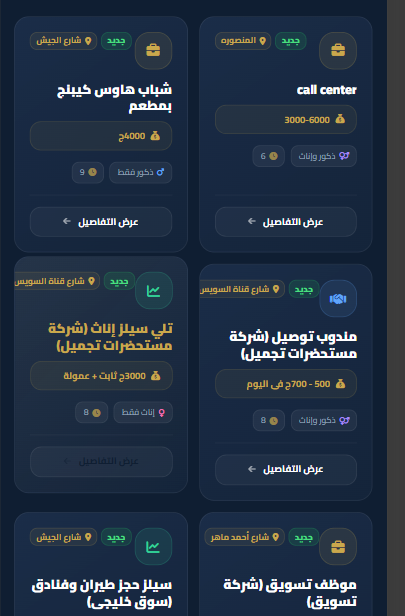 جديد
المنصوره
call center
3000-6000
ذكور وإناث
6
عرض التفاصيل
جديد
شارع الجيش
شباب هاوس كيبنج
بمطعم
4000ج
ذكور فقط
9
عرض التفاصيل
جديد
شارع قناة السويس
مندوب توصيل (شركة
مستحضرات تجميل)
500 - 700ج فى اليوم
ذكور وإناث
8
عرض التفاصيل
جديد
شارع قناة السويس
تلي سيلز إناث (شركة
مستحضرات تجميل)
3000ج ثابت + عمولة
إناث فقط
8
عرض التفاصيل
جديد
شارع أحمد ماهر
موظف تسويق (شركة
تسويق)
جديد
شارع الجيش
سيلز حجز طيران وفنادق
(سوق خليجي)